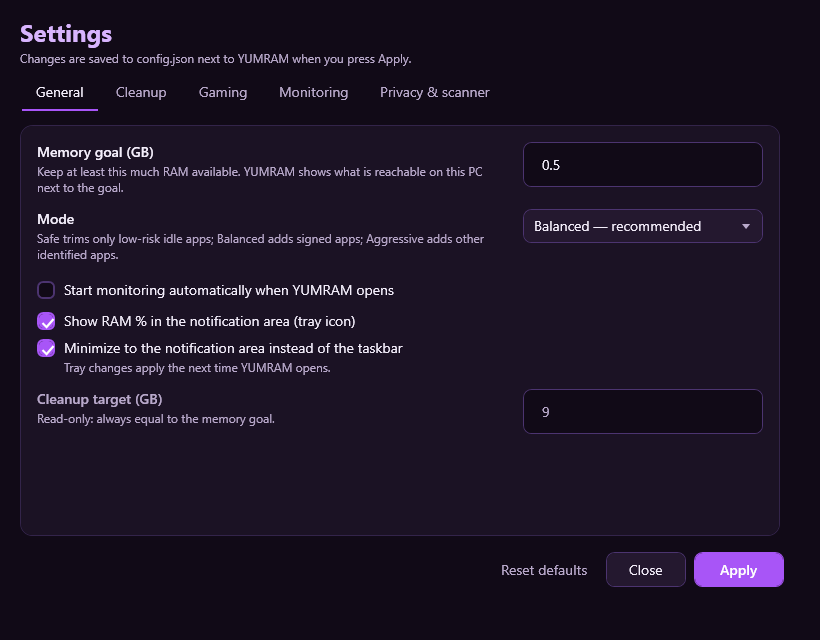 Settings
Changes are saved to config.json next to YUMRAM when you press Apply.
General
Cleanup
Gaming
Monitoring
Privacy & scanner
Memory goal (GB)
Keep at least this much RAM available. YUMRAM shows what is reachable on this PC
next to the goal.
0.5
Mode
Safe trims only low-risk idle apps; Balanced adds signed apps; Aggressive adds other
identified apps.
Balanced — recommended
Start monitoring automatically when YUMRAM opens
Show RAM % in the notification area (tray icon)
Minimize to the notification area instead of the taskbar
Tray changes apply the next time YUMRAM opens.
Cleanup target (GB)
Read-only: always equal to the memory goal.
9
Reset defaults
Close
Apply